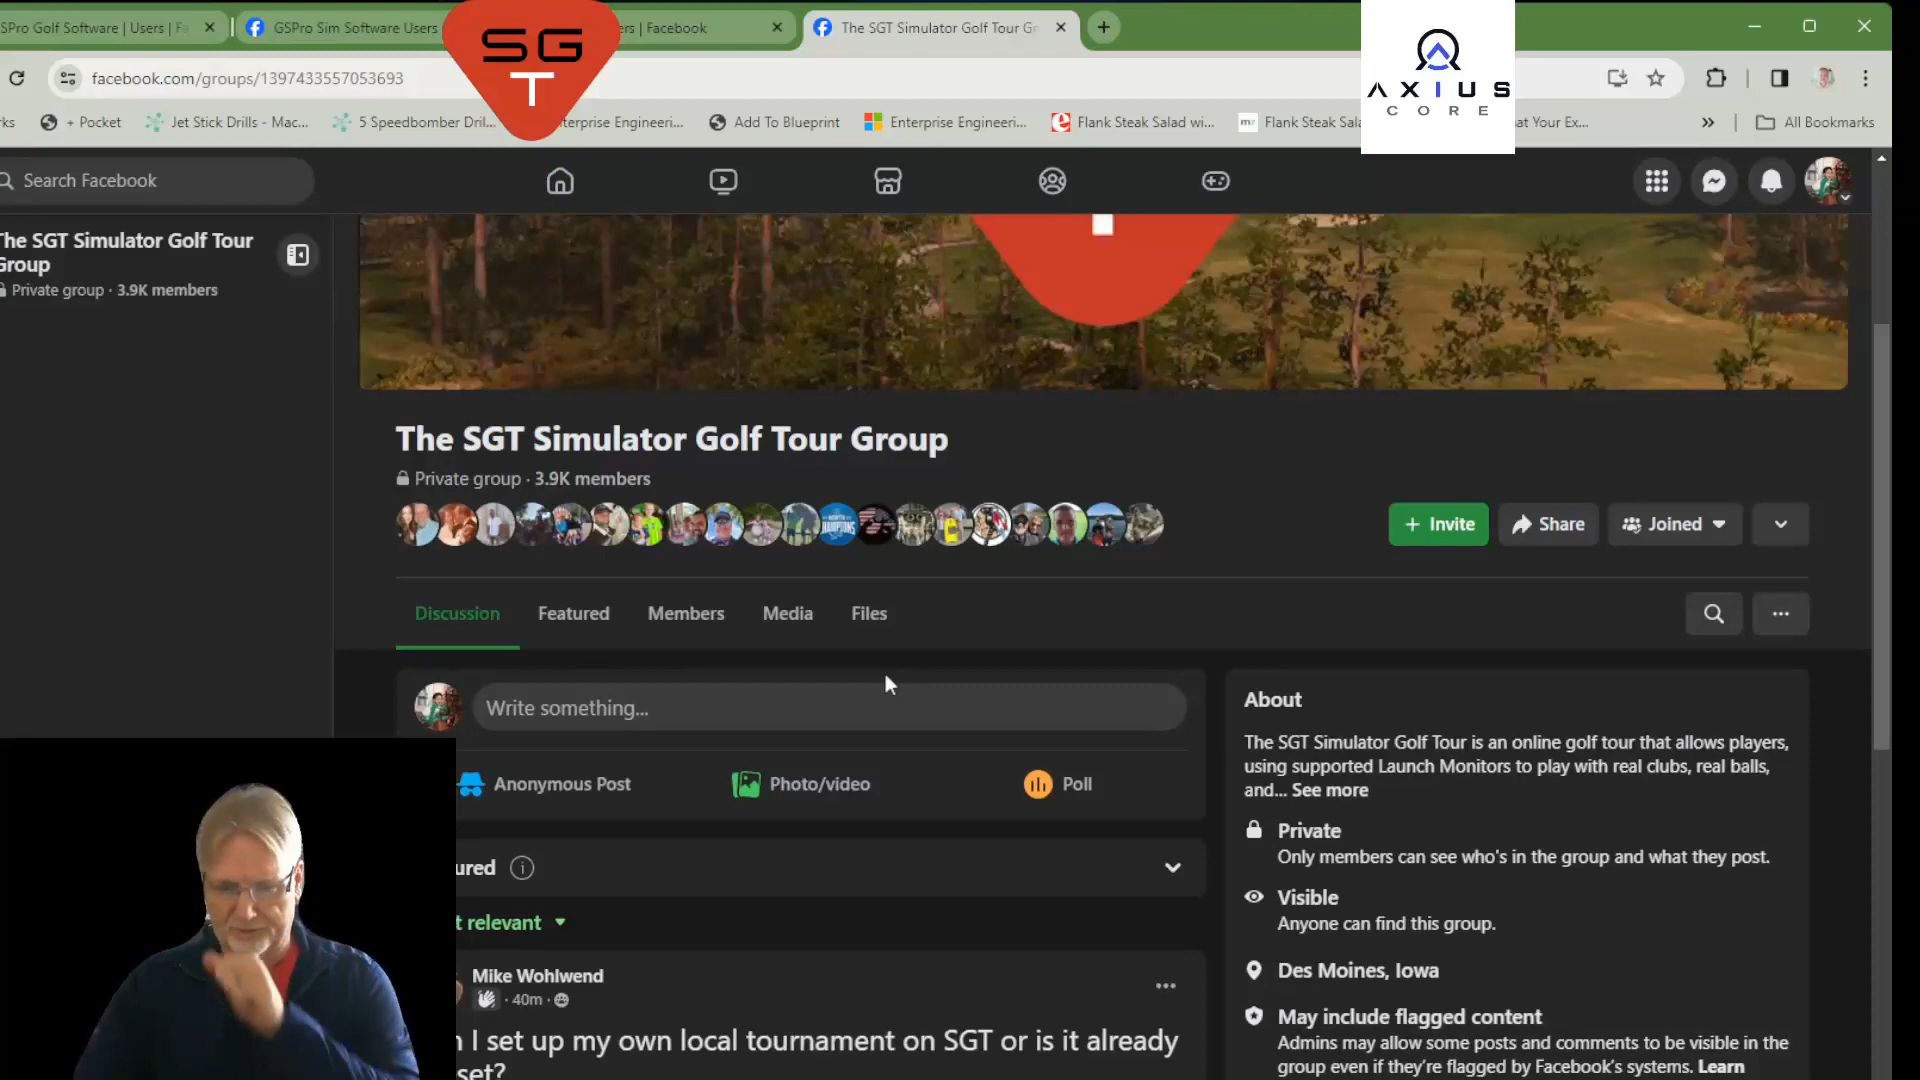 SPro Golf Software | Users | Fa
GSPro Sim Software Users
ers | Facebook
The SGT Simulator Golf Tour Gr
facebook.com/groups/1397433557053693
SG
T
AXIUS
CORE
ks
+ Pocket
Jet Stick Drills - Mac...
5 Speedbomber Dril...
terprise Engineeri...
Add To Blueprint
Enterprise Engineeri...
Flank Steak Salad wi...
Flank Steak Sala
at Your Ex...
All Bookmarks
Search Facebook
The SGT Simulator Golf Tour
Group
Private group · 3.9K members
The SGT Simulator Golf Tour Group
Private group · 3.9K members
+ Invite
Share
Joined
Discussion
Featured
Members
Media
Files
Write something...
Anonymous Post
Photo/video
Poll
ured
t relevant
Mike Wohlwend
· 40m ·
I set up my own local tournament on SGT or is it already
set?
About
The SGT Simulator Golf Tour is an online golf tour that allows players,
using supported Launch Monitors to play with real clubs, real balls,
and... See more
Private
Only members can see who's in the group and what they post.
Visible
Anyone can find this group.
Des Moines, Iowa
May include flagged content
Admins may allow some posts and comments to be visible in the
group even if they're flagged by Facebook's systems. Learn